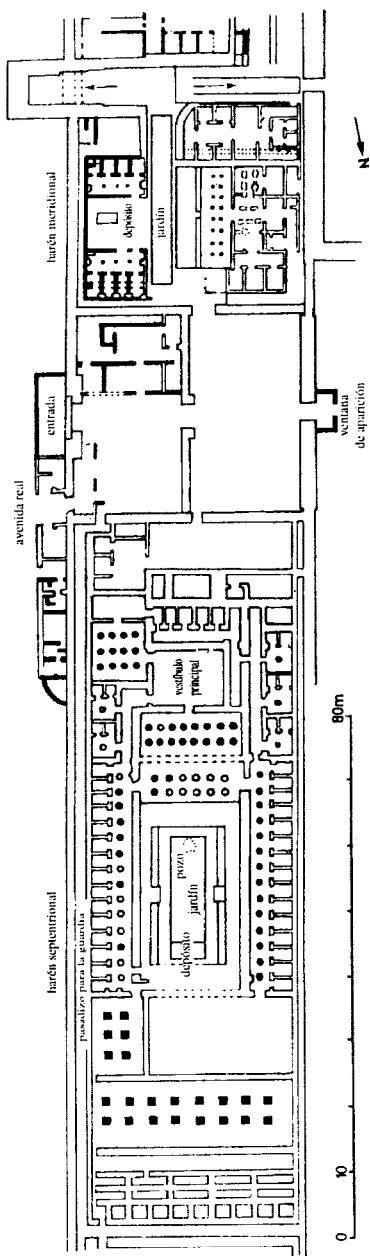 avenida real
entrada
harén meridional
depósito
jardín
harén septentrional
pasadizo para la guardia
vestíbulo
principal
depósito
jardín
pozo
ventana
de aparición
0
10
80m
N